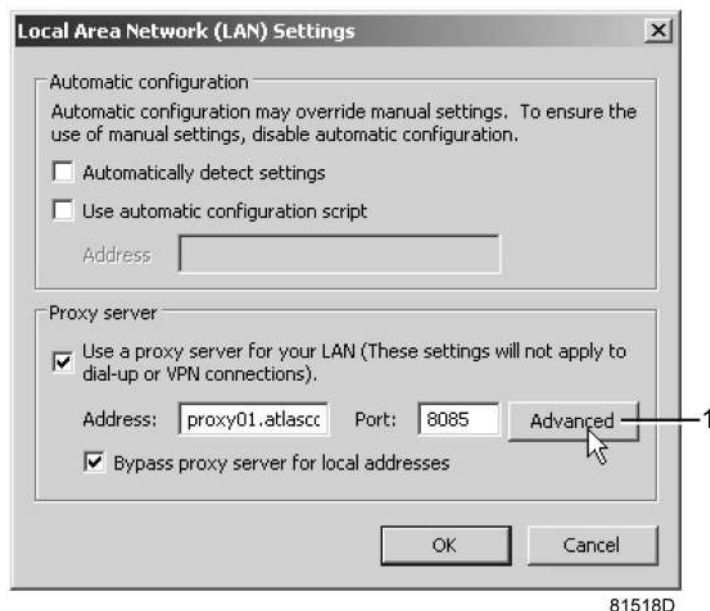 Local Area Network (LAN) Settings
Automatic configuration
Automatic configuration may override manual settings. To ensure the
use of manual settings, disable automatic configuration.
Automatically detect settings
Use automatic configuration script
Address
Proxy server
Use a proxy server for your LAN (These settings will not apply to
dial-up or VPN connections).
Address: proxy01.atlascc Port: 8085 Advanced 1
Bypass proxy server for local addresses
OK Cancel
81518D